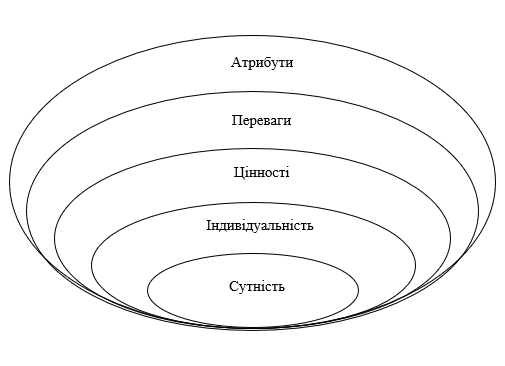 Атрибути
Переваги
Цінності
Індивідуальність
Сутність